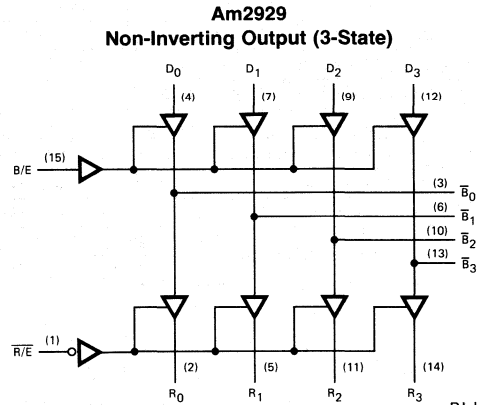 Am2929
Non-Inverting Output (3-State)
D0 D1 D2 D3
(4) (7) (9) (12)
B/E (15)
(3) B̅0
(6) B̅1
(10) B̅2
(13) B̅3
R̅/̅E̅ (1)
(2) (5) (11) (14)
R0 R1 R2 R3